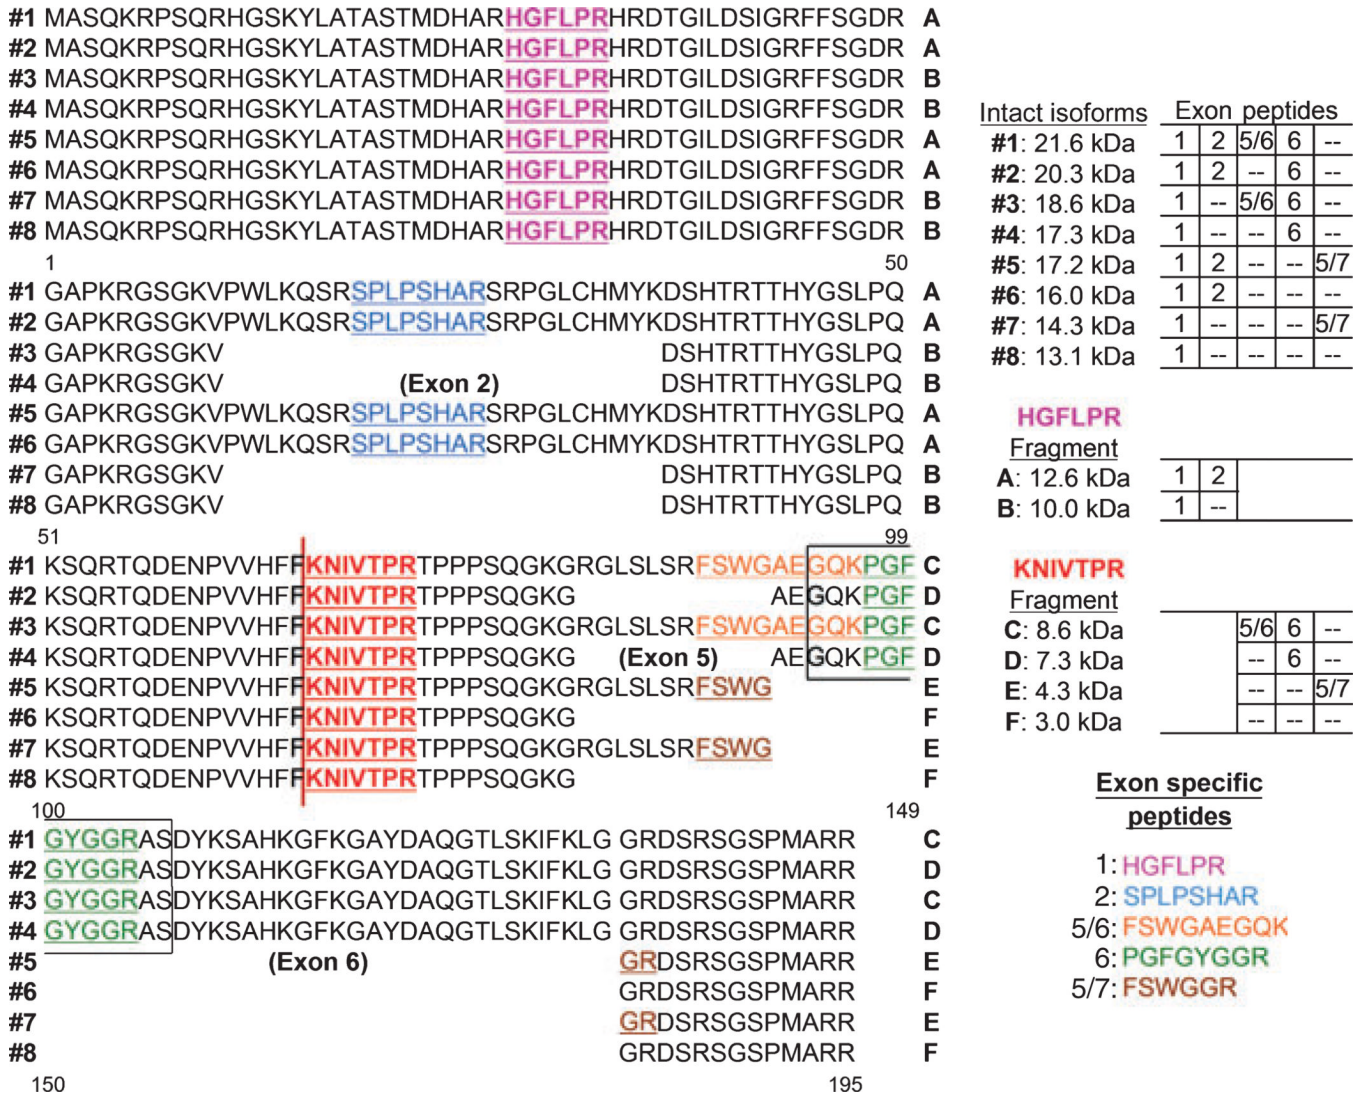 #1 MASQKRPSQRHGSKYLATASTMDHARHGFLPRHRDTGILDSIGRFFSGDR A
#2 MASQKRPSQRHGSKYLATASTMDHARHGFLPRHRDTGILDSIGRFFSGDR A
#3 MASQKRPSQRHGSKYLATASTMDHARHGFLPRHRDTGILDSIGRFFSGDR B
#4 MASQKRPSQRHGSKYLATASTMDHARHGFLPRHRDTGILDSIGRFFSGDR B
#5 MASQKRPSQRHGSKYLATASTMDHARHGFLPRHRDTGILDSIGRFFSGDR A
#6 MASQKRPSQRHGSKYLATASTMDHARHGFLPRHRDTGILDSIGRFFSGDR A
#7 MASQKRPSQRHGSKYLATASTMDHARHGFLPRHRDTGILDSIGRFFSGDR B
#8 MASQKRPSQRHGSKYLATASTMDHARHGFLPRHRDTGILDSIGRFFSGDR B
1 50
#1 GAPKRGSGKVPWLKQSRSPLPSHARSRPGLCHMYKDSHTRTTHYGSLPQ A
#2 GAPKRGSGKVPWLKQSRSPLPSHARSRPGLCHMYKDSHTRTTHYGSLPQ A
#3 GAPKRGSGKV DSHTRTTHYGSLPQ B
#4 GAPKRGSGKV (Exon 2) DSHTRTTHYGSLPQ B
#5 GAPKRGSGKVPWLKQSRSPLPSHARSRPGLCHMYKDSHTRTTHYGSLPQ A
#6 GAPKRGSGKVPWLKQSRSPLPSHARSRPGLCHMYKDSHTRTTHYGSLPQ A
#7 GAPKRGSGKV DSHTRTTHYGSLPQ B
#8 GAPKRGSGKV DSHTRTTHYGSLPQ B
51 99
#1 KSQRTQDENPVVHFFKNIVTPRTPPPSQGKGRGLSLSRFSWGAEGQKPGF C
#2 KSQRTQDENPVVHFFKNIVTPRTPPPSQGKG AEGQKPGF D
#3 KSQRTQDENPVVHFFKNIVTPRTPPPSQGKGRGLSLSRFSWGAEGQKPGF C
#4 KSQRTQDENPVVHFFKNIVTPRTPPPSQGKG (Exon 5) AEGQKPGF D
#5 KSQRTQDENPVVHFFKNIVTPRTPPPSQGKGRGLSLSRFSWG E
#6 KSQRTQDENPVVHFFKNIVTPRTPPPSQGKG F
#7 KSQRTQDENPVVHFFKNIVTPRTPPPSQGKGRGLSLSRFSWG E
#8 KSQRTQDENPVVHFFKNIVTPRTPPPSQGKG F
100 149
#1 GYGGRASDYKSAHKGFKGAYDAQGTLSKIFKLG GRDSRSGSPMARR C
#2 GYGGRASDYKSAHKGFKGAYDAQGTLSKIFKLG GRDSRSGSPMARR D
#3 GYGGRASDYKSAHKGFKGAYDAQGTLSKIFKLG GRDSRSGSPMARR C
#4 GYGGRASDYKSAHKGFKGAYDAQGTLSKIFKLG GRDSRSGSPMARR D
#5 (Exon 6) GRDSRSGSPMARR E
#6 GRDSRSGSPMARR F
#7 GRDSRSGSPMARR E
#8 GRDSRSGSPMARR F
150 195
Intact isoforms Exon peptides
#1: 21.6 kDa 1 2 5/6 6 --
#2: 20.3 kDa 1 2 -- 6 --
#3: 18.6 kDa 1 -- 5/6 6 --
#4: 17.3 kDa 1 -- -- 6 --
#5: 17.2 kDa 1 2 -- -- 5/7
#6: 16.0 kDa 1 2 -- -- --
#7: 14.3 kDa 1 -- -- -- 5/7
#8: 13.1 kDa 1 -- -- -- --
HGFLPR
Fragment
A: 12.6 kDa 1 2
B: 10.0 kDa 1 --
KNIVTPR
Fragment
C: 8.6 kDa 5/6 6 --
D: 7.3 kDa -- 6 --
E: 4.3 kDa -- -- 5/7
F: 3.0 kDa -- -- --
Exon specific
peptides
1: HGFLPR
2: SPLPSHAR
5/6: FSWGAEGQK
6: PGFGYGGR
5/7: FSWGGR